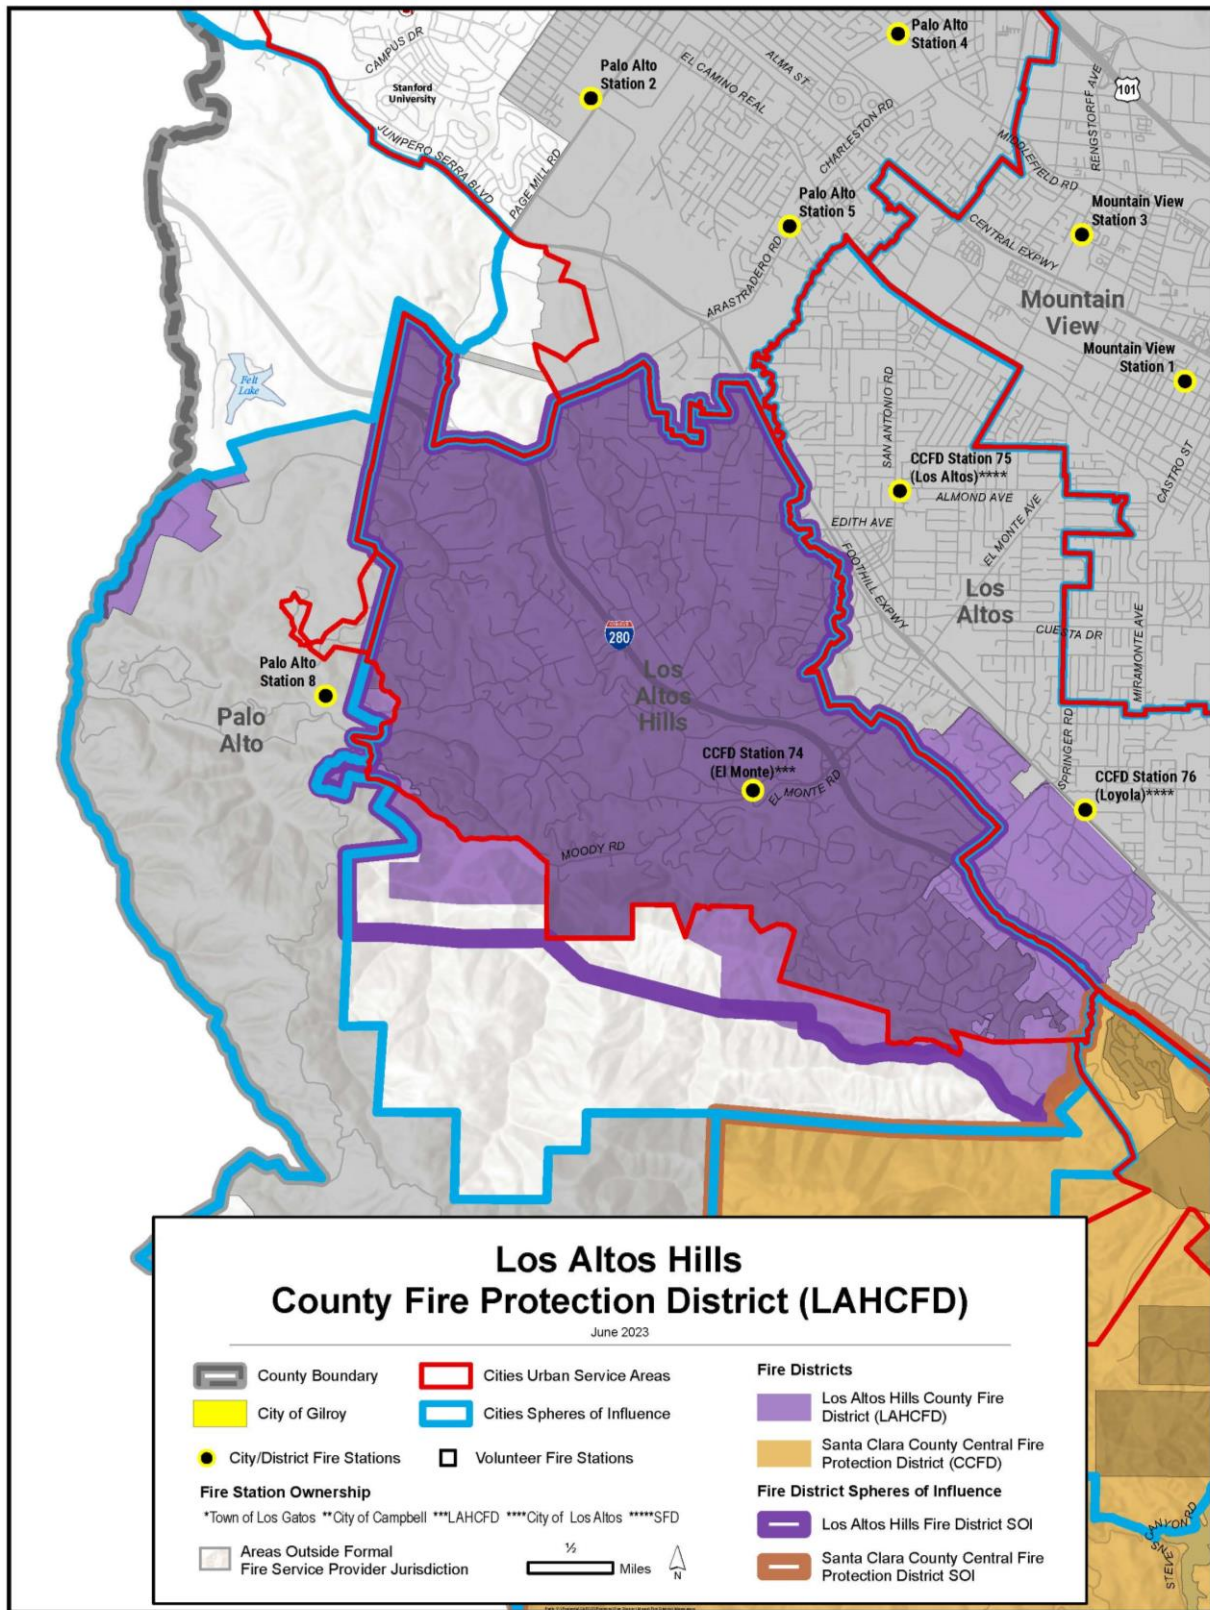 Palo Alto
Station 4
CAMPUS DR
Palo Alto
Station 2
EL CAMINO REAL
ALMA ST
Stanford
University
101
RENGSTORFF AVE
CHARLESTON RD
JUNIPERO SERRA BLVD
PAGE MILL RD
MIDDLEFIELD RD
Palo Alto
Station 5
Mountain View
Station 3
CENTRAL EXPWY
ARASTRADERO RD
Mountain
View
Mountain View
Station 1
Felt
Lake
SAN ANTONIO RD
CCFD Station 75
(Los Altos)****
ALMOND AVE
CASTRO ST
EDITH AVE
EL MONTE AVE
FOOTHILL EXPWY
Los
Altos
280
CUESTA DR
MIRAMONTE AVE
Palo Alto
Station 8
Los
Altos
Hills
Palo
Alto
SPRINGER RD
CCFD Station 74
(El Monte)***
EL MONTE RD
CCFD Station 76
(Loyola)****
MOODY RD
Los Altos Hills
County Fire Protection District (LAHCFD)
June 2023
County Boundary
City of Gilroy
City/District Fire Stations
Cities Urban Service Areas
Cities Spheres of Influence
Volunteer Fire Stations
Fire Station Ownership
*Town of Los Gatos **City of Campbell ***LAHCFD ****City of Los Altos *****SFD
Areas Outside Formal
Fire Service Provider Jurisdiction
½
Miles
N
Fire Districts
Los Altos Hills County Fire
District (LAHCFD)
Santa Clara County Central Fire
Protection District (CCFD)
Fire District Spheres of Influence
Los Altos Hills Fire District SOI
Santa Clara County Central Fire
Protection District SOI
STEVENS CANYON RD